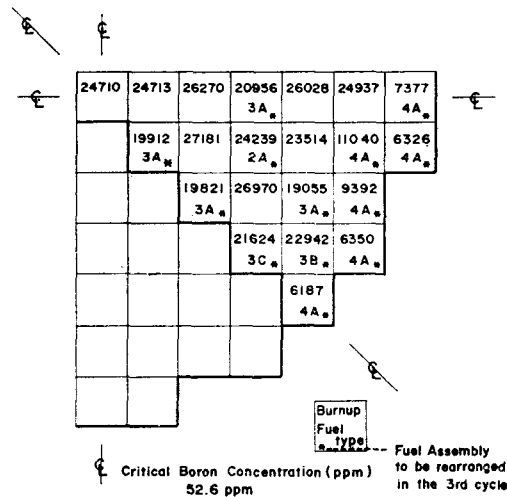 24710 24713 26270 20956 26028 24937 7377
3A* 4A*
19912 27181 24239 23514 11040 6326
3A* 2A* 4A* 4A*
19821 26970 19055 9392
3A* 3A* 4A*
21624 22942 6350
3C* 3B* 4A*
6187
4A*
Burnup
Fuel
* type
Fuel Assembly
to be rearranged
in the 3rd cycle
Critical Boron Concentration (ppm)
52.6 ppm